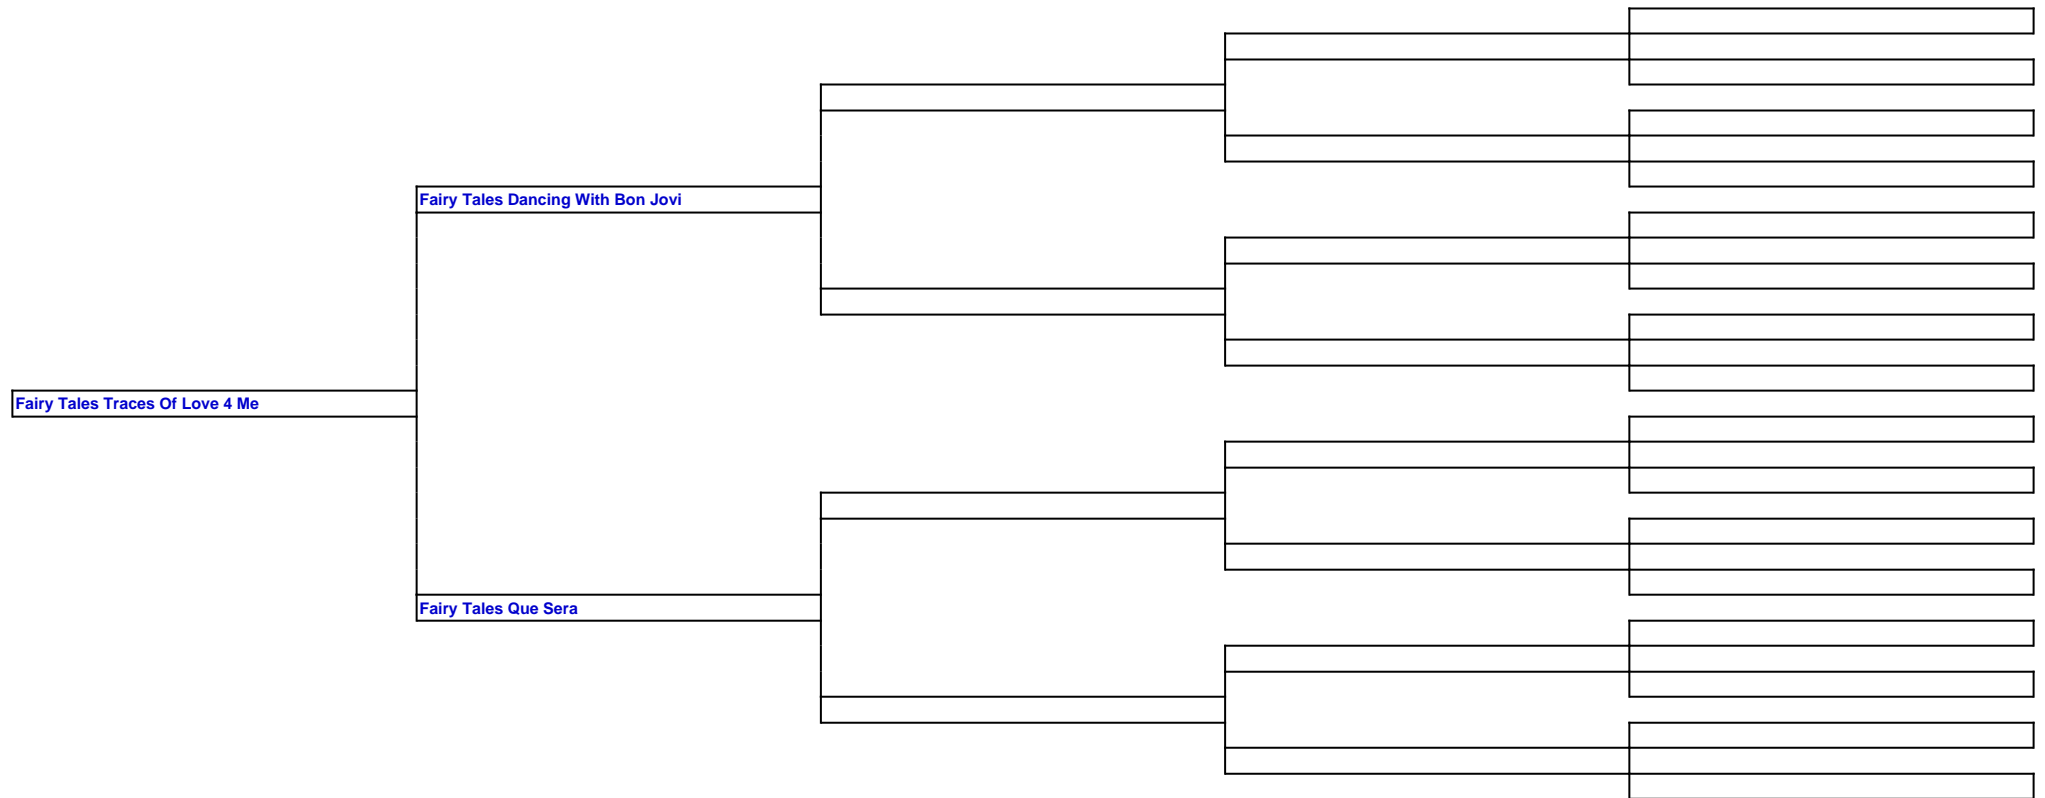 Fairy Tales Dancing With Bon Jovi
Fairy Tales Traces Of Love 4 Me
Fairy Tales Que Sera